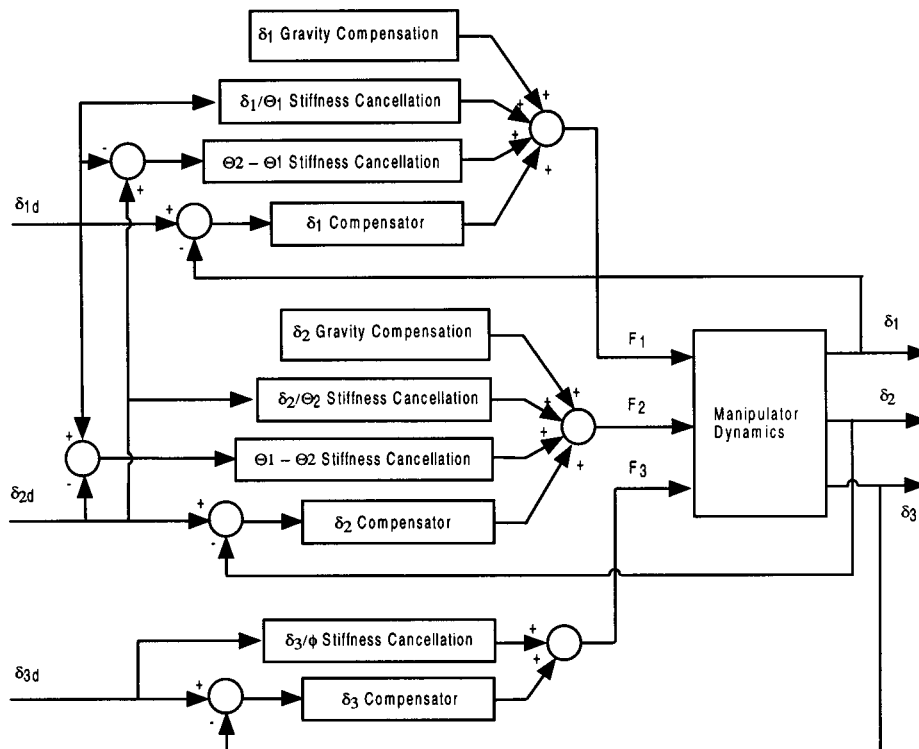 δ1 Gravity Compensation
δ1/Θ1 Stiffness Cancellation
Θ2 – Θ1 Stiffness Cancellation
δ1d
δ1 Compensator
δ2 Gravity Compensation
F1
δ1
δ2/Θ2 Stiffness Cancellation
F2
Manipulator
Dynamics
δ2
Θ1 – Θ2 Stiffness Cancellation
F3
δ2d
δ2 Compensator
δ3
δ3/ϕ Stiffness Cancellation
δ3d
δ3 Compensator